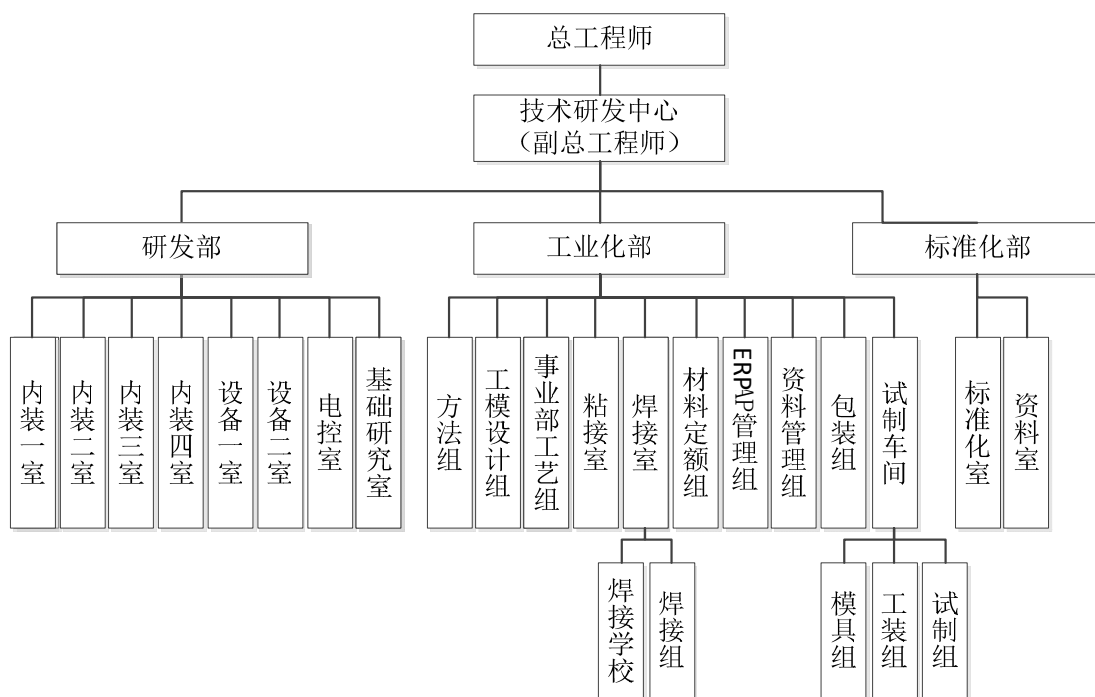 总工程师
技术研发中心
（副总工程师）
研发部
工业化部
标准化部
内装一室
内装二室
内装三室
内装四室
设备一室
设备二室
电控室
基础研究室
方法组
工模设计组
事业部工艺组
粘接室
焊接室
材料定额组
ERPAP管理组
资料管理组
包装组
试制车间
标准化室
资料室
焊接学校
焊接组
模具组
工装组
试制组